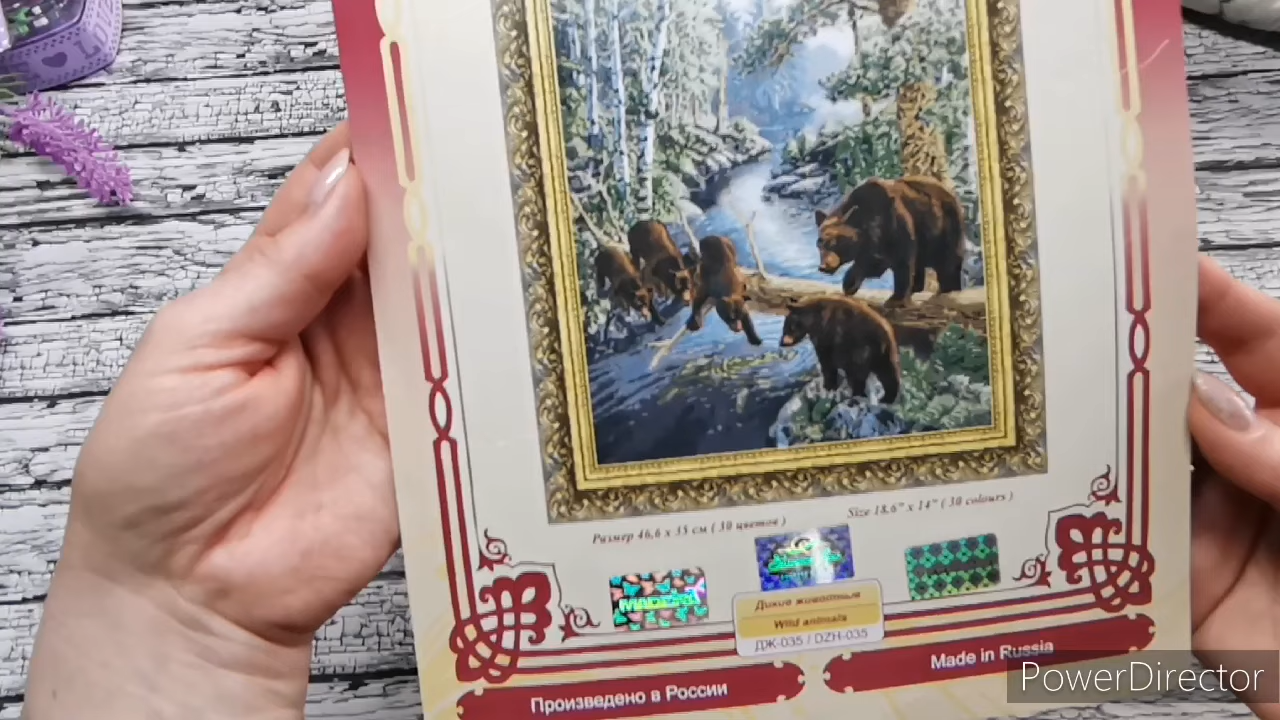 Размер 46,6 x 35 см ( 30 цветов )
Size 18.6" x 14" ( 30 colours )
MADEIRA
Дикие животные
Wild animals
ДЖ-035 / DZH-035
Произведено в России
Made in Russia
PowerDirector